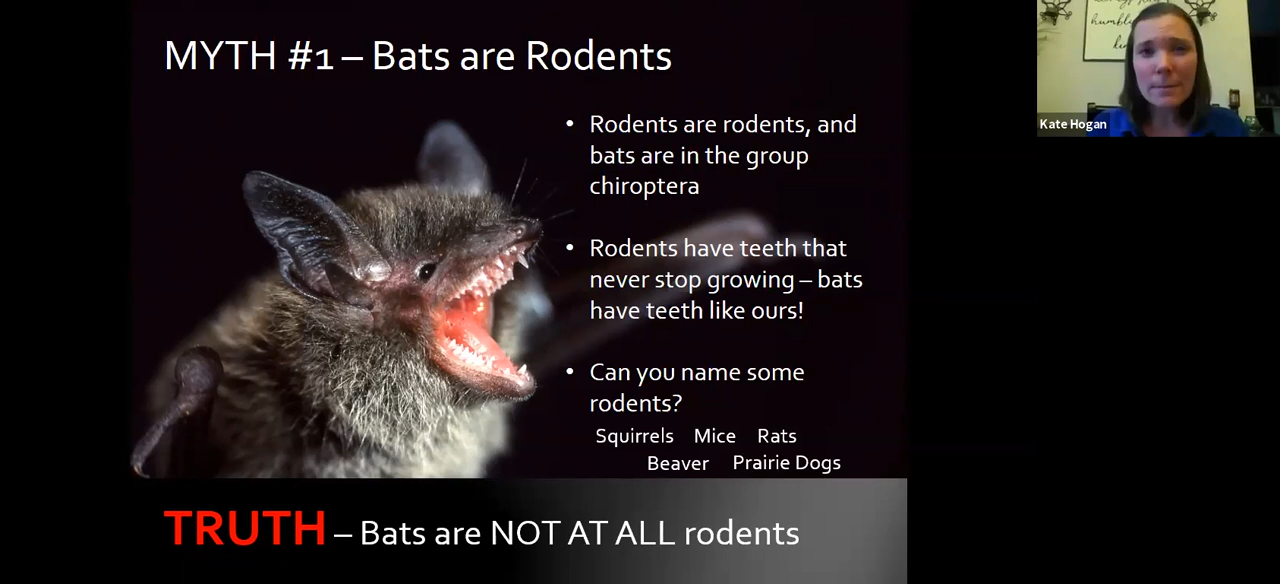 MYTH #1 – Bats are Rodents
• Rodents are rodents, and
bats are in the group
chiroptera
• Rodents have teeth that
never stop growing – bats
have teeth like ours!
• Can you name some
rodents?
Squirrels Mice Rats
Beaver Prairie Dogs
TRUTH – Bats are NOT AT ALL rodents
humble
Kate Hogan